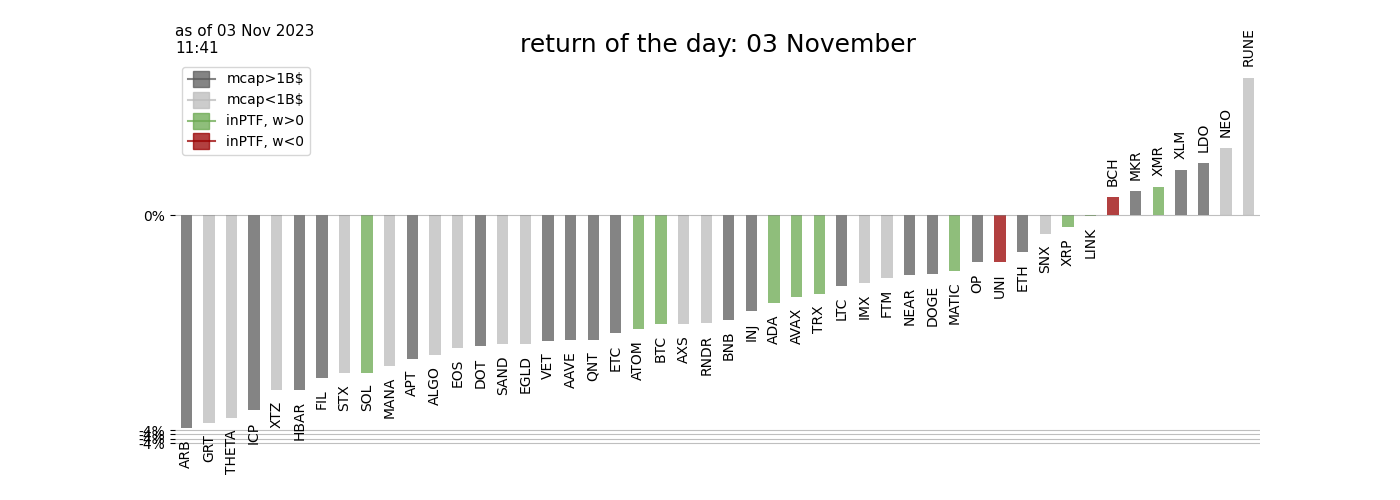 as of 03 Nov 2023
11:41
return of the day: 03 November
mcap>1B$
mcap<1B$
inPTF, w>0
inPTF, w<0
0%
-4%
-4%
-4%
-4%
ARB
GRT
THETA
ICP
XTZ
HBAR
FIL
STX
SOL
MANA
APT
ALGO
EOS
DOT
SAND
EGLD
VET
AAVE
QNT
ETC
ATOM
BTC
AXS
RNDR
BNB
INJ
ADA
AVAX
TRX
LTC
IMX
FTM
NEAR
DOGE
MATIC
OP
UNI
ETH
SNX
XRP
LINK
BCH
MKR
XMR
XLM
LDO
NEO
RUNE